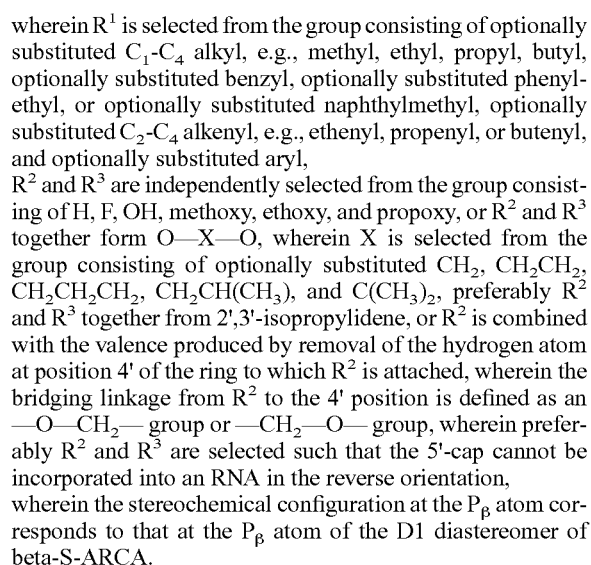 wherein R¹ is selected from the group consisting of optionally
substituted C₁-C₄ alkyl, e.g., methyl, ethyl, propyl, butyl,
optionally substituted benzyl, optionally substituted phenyl-
ethyl, or optionally substituted naphthylmethyl, optionally
substituted C₂-C₄ alkenyl, e.g., ethenyl, propenyl, or butenyl,
and optionally substituted aryl,
R² and R³ are independently selected from the group consist-
ing of H, F, OH, methoxy, ethoxy, and propoxy, or R² and R³
together form O—X—O, wherein X is selected from the
group consisting of optionally substituted CH₂, CH₂CH₂,
CH₂CH₂CH₂, CH₂CH(CH₃), and C(CH₃)₂, preferably R²
and R³ together from 2',3'-isopropylidene, or R² is combined
with the valence produced by removal of the hydrogen atom
at position 4' of the ring to which R² is attached, wherein the
bridging linkage from R² to the 4' position is defined as an
—O—CH₂— group or —CH₂—O— group, wherein prefer-
ably R² and R³ are selected such that the 5'-cap cannot be
incorporated into an RNA in the reverse orientation,
wherein the stereochemical configuration at the Pᵦ atom cor-
responds to that at the Pᵦ atom of the D1 diastereomer of
beta-S-ARCA.